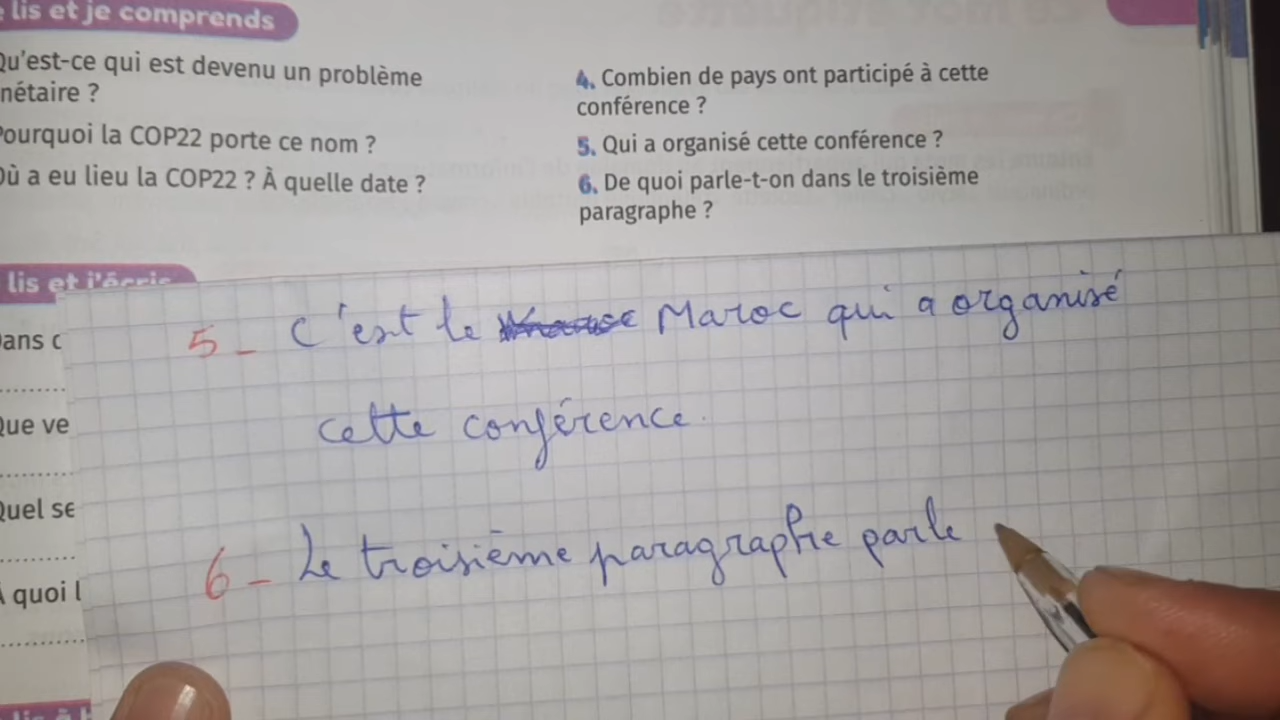 lis et je comprends
Qu'est-ce qui est devenu un problème
nétaire ?
Pourquoi la COP22 porte ce nom ?
Où a eu lieu la COP22 ? À quelle date ?
4. Combien de pays ont participé à cette
conférence ?
5. Qui a organisé cette conférence ?
6. De quoi parle-t-on dans le troisième
paragraphe ?
lis et j'écris
ans c
Que ve
Quel se
À quoi l
5 - C'est le Maroc qui a organisé
cette conférence.
6 - Le troisième paragraphe parle